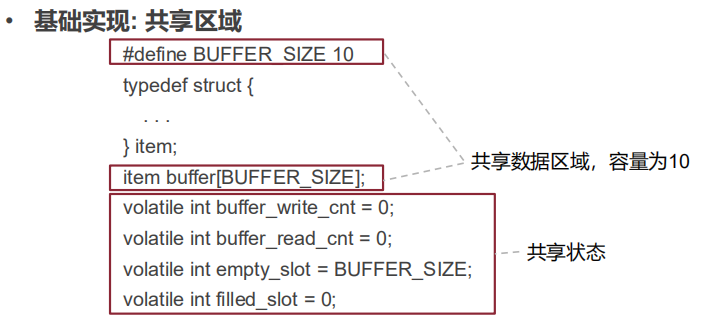 • 基础实现: 共享区域
#define BUFFER_SIZE 10
typedef struct {
. . .
} item;
共享数据区域，容量为10
item buffer[BUFFER_SIZE];
volatile int buffer_write_cnt = 0;
volatile int buffer_read_cnt = 0;
共享状态
volatile int empty_slot = BUFFER_SIZE;
volatile int filled_slot = 0;